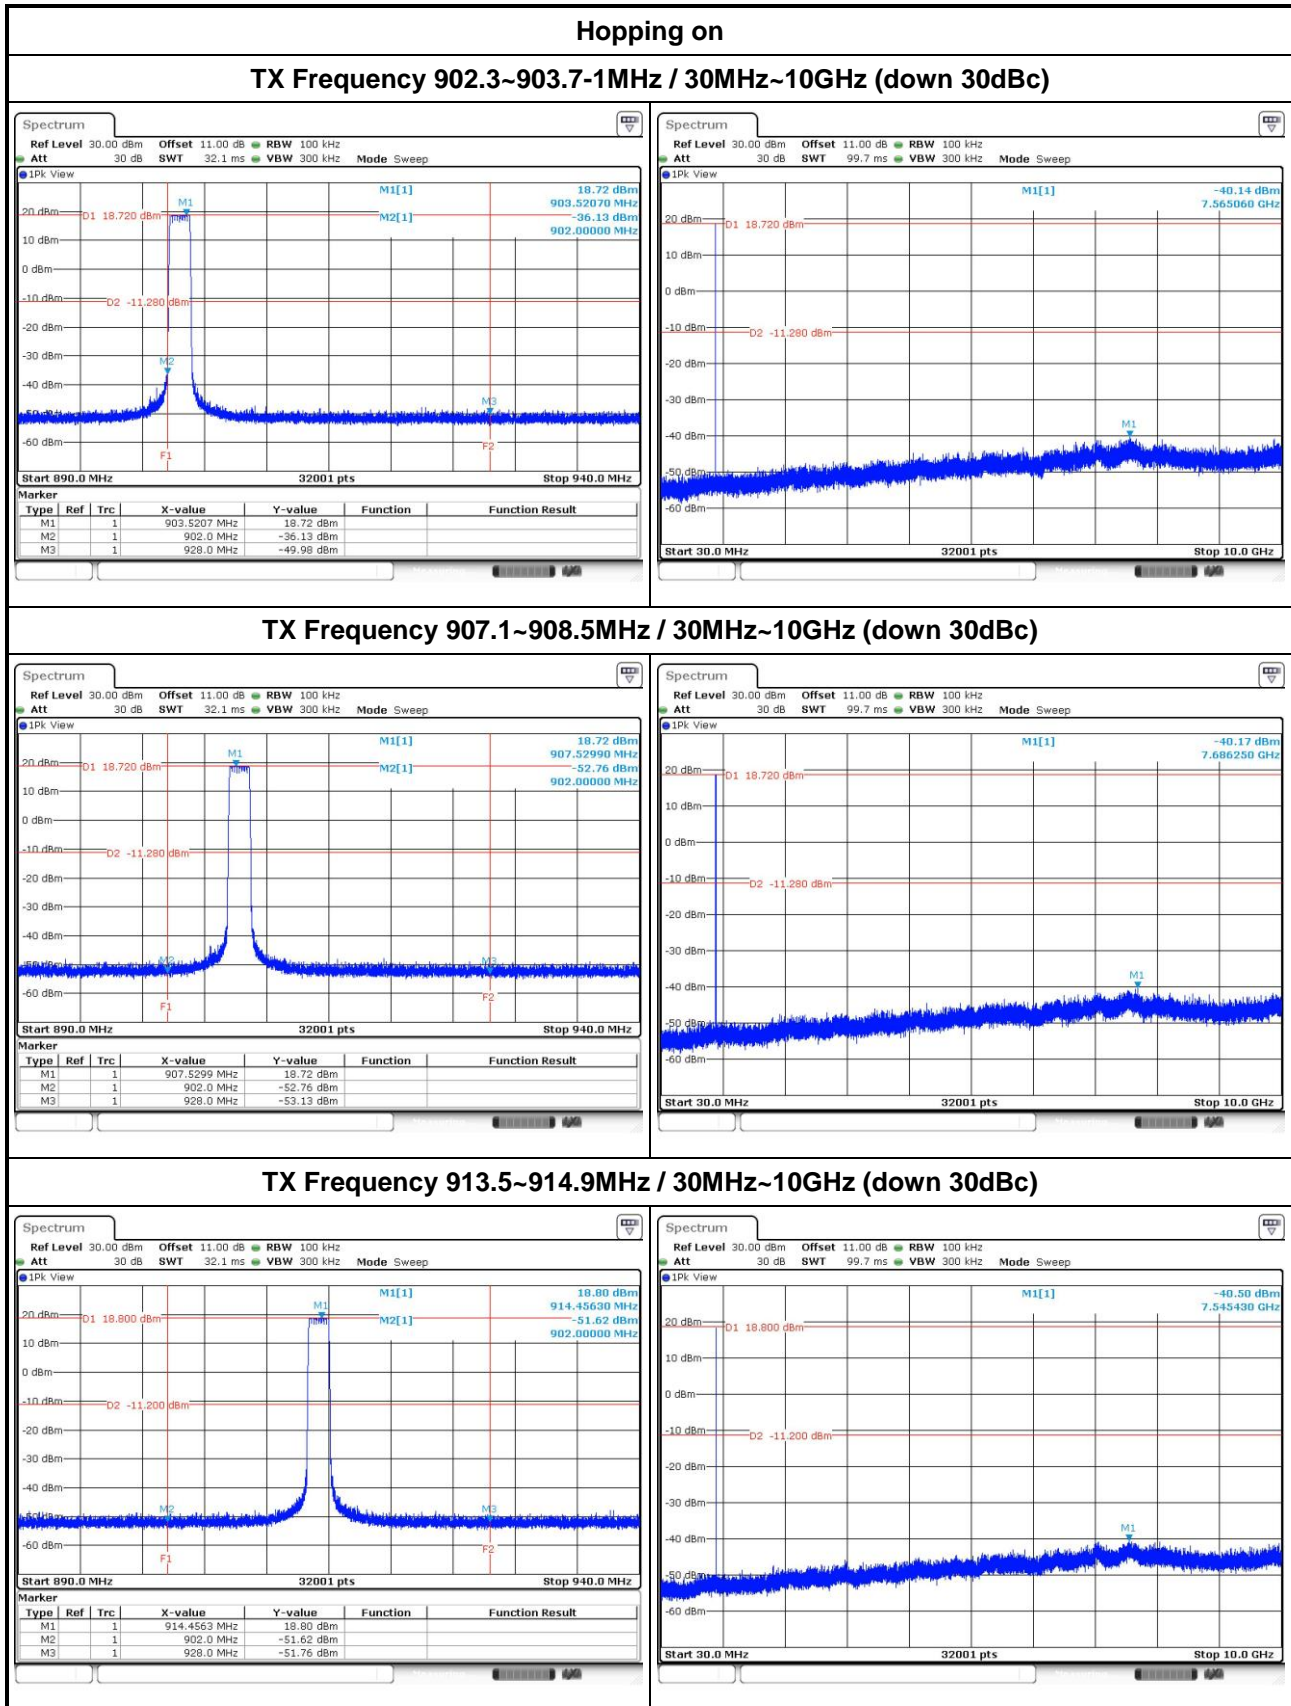 Hopping on
TX Frequency 902.3~903.7-1MHz / 30MHz~10GHz (down 30dBc)
Spectrum
Ref Level 30.00 dBm Offset 11.00 dB RBW 100 kHz
Att 30 dB SWT 32.1 ms VBW 300 kHz Mode Sweep
1Pk View
M1[1] 18.72 dBm
903.52070 MHz
M2[1] -36.13 dBm
902.00000 MHz
M1
20 dBm
D1 18.720 dBm
10 dBm
0 dBm
-10 dBm
D2 -11.280 dBm
-20 dBm
-30 dBm
M2
-40 dBm
M3
-60 dBm
F1
F2
Start 890.0 MHz 32001 pts Stop 940.0 MHz
Marker
Type Ref Trc X-value Y-value Function Function Result
M1 1 903.5207 MHz 18.72 dBm
M2 1 902.0 MHz -36.13 dBm
M3 1 928.0 MHz -49.98 dBm
Spectrum
Ref Level 30.00 dBm Offset 11.00 dB RBW 100 kHz
Att 30 dB SWT 99.7 ms VBW 300 kHz Mode Sweep
1Pk View
M1[1] -40.14 dBm
7.565060 GHz
20 dBm
D1 18.720 dBm
10 dBm
0 dBm
-10 dBm
D2 -11.280 dBm
-20 dBm
-30 dBm
M1
-40 dBm
-50 dBm
-60 dBm
Start 30.0 MHz 32001 pts Stop 10.0 GHz
TX Frequency 907.1~908.5MHz / 30MHz~10GHz (down 30dBc)
Spectrum
Ref Level 30.00 dBm Offset 11.00 dB RBW 100 kHz
Att 30 dB SWT 32.1 ms VBW 300 kHz Mode Sweep
1Pk View
M1[1] 18.72 dBm
907.52990 MHz
M2[1] -52.76 dBm
902.00000 MHz
M1
20 dBm
D1 18.720 dBm
10 dBm
0 dBm
-10 dBm
D2 -11.280 dBm
-20 dBm
-30 dBm
-40 dBm
M2
M3
-60 dBm
F1
F2
Start 890.0 MHz 32001 pts Stop 940.0 MHz
Marker
Type Ref Trc X-value Y-value Function Function Result
M1 1 907.5299 MHz 18.72 dBm
M2 1 902.0 MHz -52.76 dBm
M3 1 928.0 MHz -53.13 dBm
Spectrum
Ref Level 30.00 dBm Offset 11.00 dB RBW 100 kHz
Att 30 dB SWT 99.7 ms VBW 300 kHz Mode Sweep
1Pk View
M1[1] -40.17 dBm
7.686250 GHz
20 dBm
D1 18.720 dBm
10 dBm
0 dBm
-10 dBm
D2 -11.280 dBm
-20 dBm
-30 dBm
M1
-40 dBm
-50 dBm
-60 dBm
Start 30.0 MHz 32001 pts Stop 10.0 GHz
TX Frequency 913.5~914.9MHz / 30MHz~10GHz (down 30dBc)
Spectrum
Ref Level 30.00 dBm Offset 11.00 dB RBW 100 kHz
Att 30 dB SWT 32.1 ms VBW 300 kHz Mode Sweep
1Pk View
M1[1] 18.80 dBm
914.45630 MHz
M2[1] -51.62 dBm
902.00000 MHz
M1
20 dBm
D1 18.800 dBm
10 dBm
0 dBm
-10 dBm
D2 -11.200 dBm
-20 dBm
-30 dBm
-40 dBm
M2
M3
-60 dBm
F1
F2
Start 890.0 MHz 32001 pts Stop 940.0 MHz
Marker
Type Ref Trc X-value Y-value Function Function Result
M1 1 914.4563 MHz 18.80 dBm
M2 1 902.0 MHz -51.62 dBm
M3 1 928.0 MHz -51.76 dBm
Spectrum
Ref Level 30.00 dBm Offset 11.00 dB RBW 100 kHz
Att 30 dB SWT 99.7 ms VBW 300 kHz Mode Sweep
1Pk View
M1[1] -40.50 dBm
7.545430 GHz
20 dBm
D1 18.800 dBm
10 dBm
0 dBm
-10 dBm
D2 -11.200 dBm
-20 dBm
-30 dBm
M1
-40 dBm
-50 dBm
-60 dBm
Start 30.0 MHz 32001 pts Stop 10.0 GHz